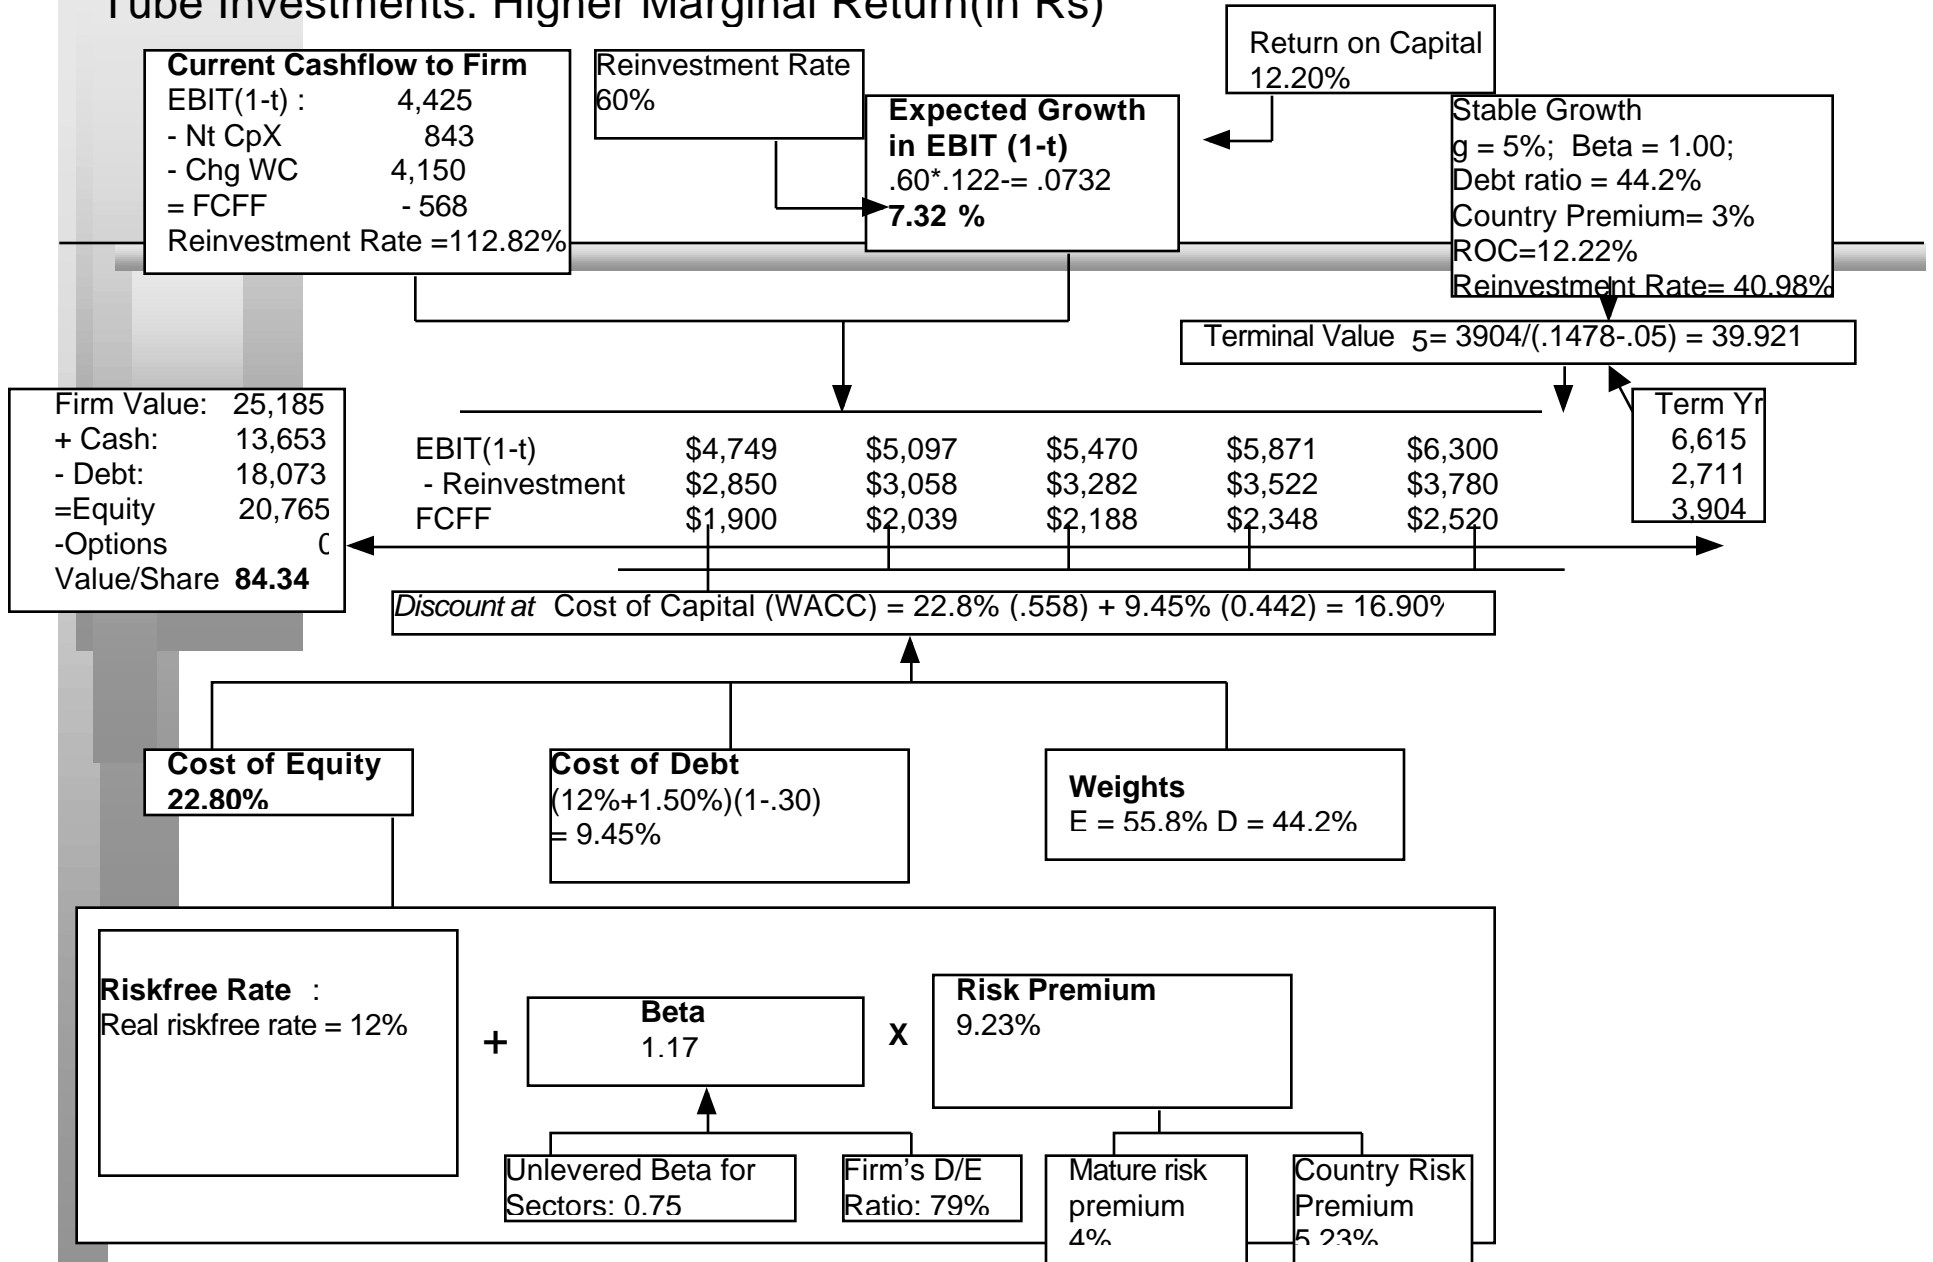 Tube Investments: Higher Marginal Return(in Rs)
Current Cashflow to Firm
EBIT(1-t) : 4,425
- Nt CpX 843
- Chg WC 4,150
= FCFF - 568
Reinvestment Rate =112.82%
Reinvestment Rate
60%
Expected Growth
in EBIT (1-t)
.60*.122-= .0732
7.32 %
Return on Capital
12.20%
Stable Growth
g = 5%; Beta = 1.00;
Debt ratio = 44.2%
Country Premium= 3%
ROC=12.22%
Reinvestment Rate= 40.98%
Terminal Value 5= 3904/(.1478-.05) = 39.921
Firm Value: 25,185
+ Cash: 13,653
- Debt: 18,073
=Equity 20,765
-Options 0
Value/Share 84.34
EBIT(1-t) $4,749 $5,097 $5,470 $5,871 $6,300
- Reinvestment $2,850 $3,058 $3,282 $3,522 $3,780
FCFF $1,900 $2,039 $2,188 $2,348 $2,520
Term Yr
6,615
2,711
3,904
Discount at Cost of Capital (WACC) = 22.8% (.558) + 9.45% (0.442) = 16.90%
Cost of Equity
22.80%
Cost of Debt
(12%+1.50%)(1-.30)
= 9.45%
Weights
E = 55.8% D = 44.2%
Riskfree Rate :
Real riskfree rate = 12%
+
Beta
1.17
X
Risk Premium
9.23%
Unlevered Beta for
Sectors: 0.75
Firm's D/E
Ratio: 79%
Mature risk
premium
4%
Country Risk
Premium
5.23%